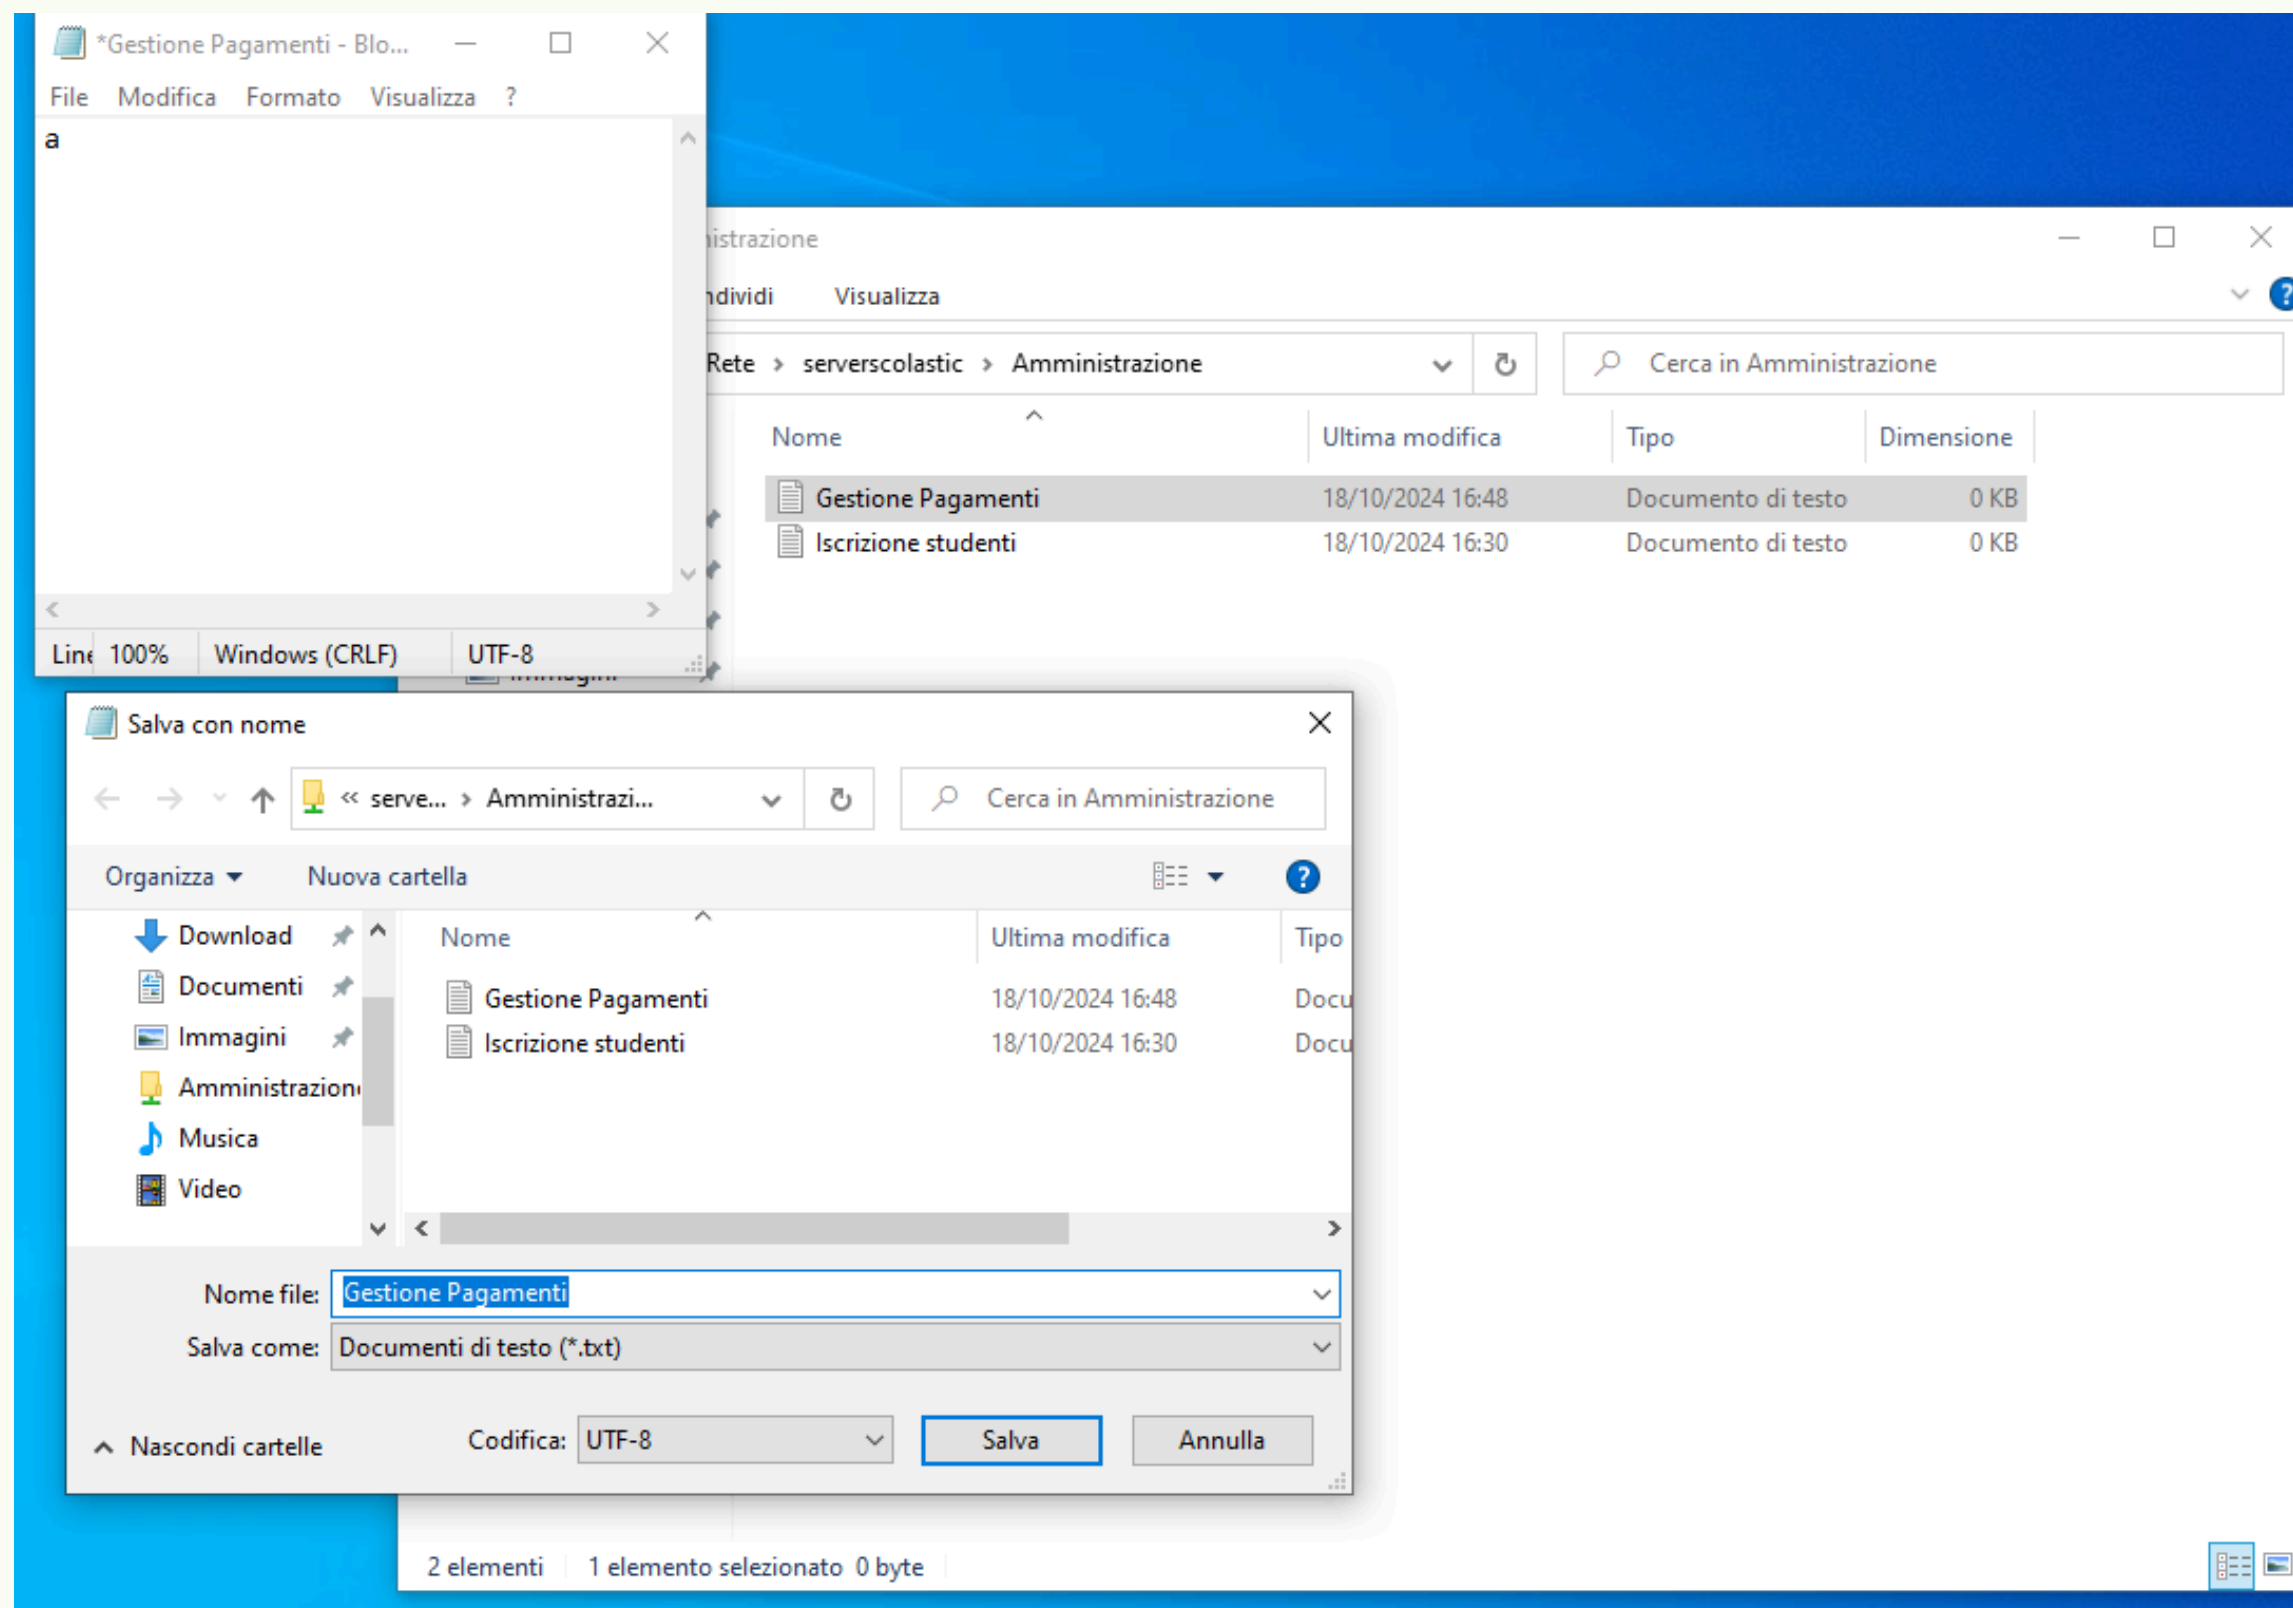 *Gestione Pagamenti - Blo...
File Modifica Formato Visualizza ?
a
100% Windows (CRLF) UTF-8
Visualizza
Rete > serverscolastic > Amministrazione
Cerca in Amministrazione
Nome Ultima modifica Tipo Dimensione
Gestione Pagamenti 18/10/2024 16:48 Documento di testo 0 KB
Iscrizione studenti 18/10/2024 16:30 Documento di testo 0 KB
Salva con nome
« serve... > Amministrazi...
Cerca in Amministrazione
Organizza Nuova cartella ?
Download
Documenti
Immagini
Amministrazione
Musica
Video
Nome Ultima modifica Tipo
Gestione Pagamenti 18/10/2024 16:48 Docu
Iscrizione studenti 18/10/2024 16:30 Docu
Nome file: Gestione Pagamenti
Salva come: Documenti di testo (*.txt)
Nascondi cartelle
Codifica: UTF-8
Salva
Annulla
2 elementi 1 elemento selezionato 0 byte